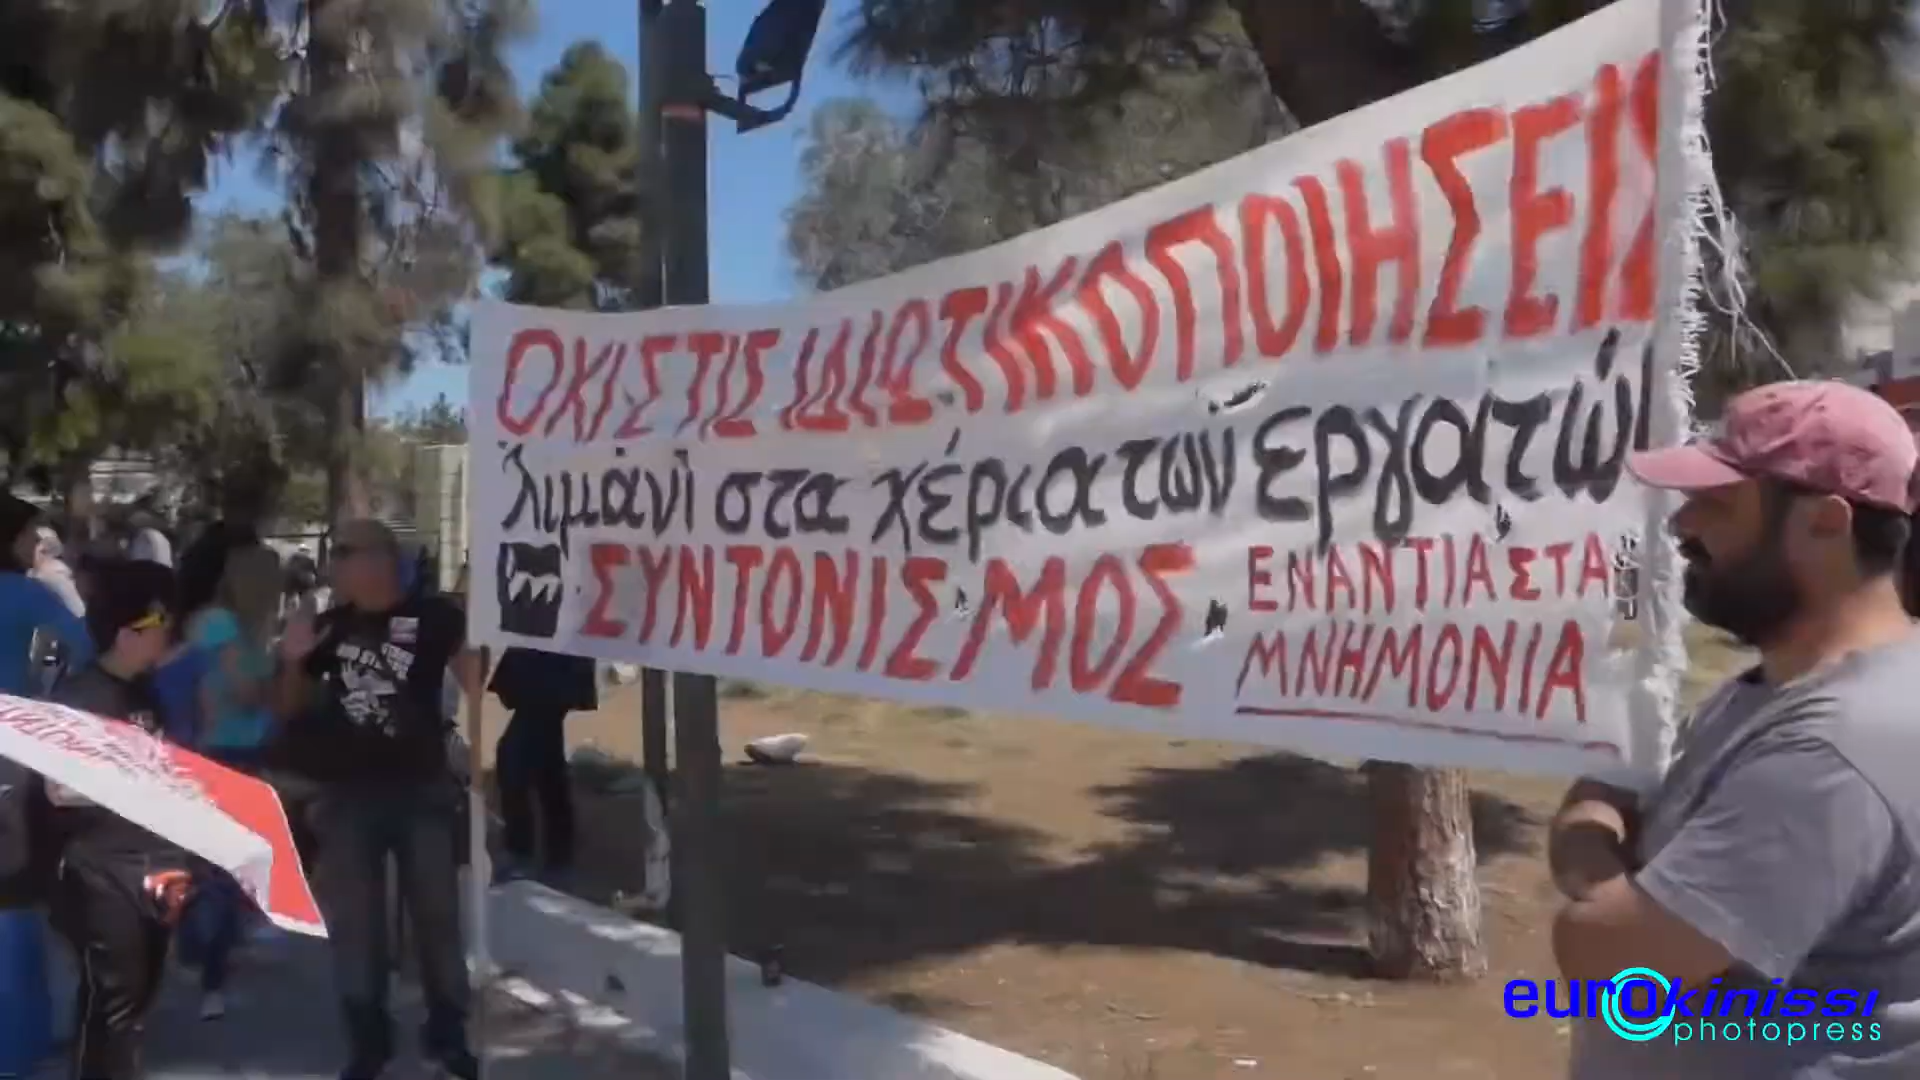 ΟΧΙ ΣΤΙΣ ΙΔΙΩΤΙΚΟΠΟΙΗΣΕΙΣ
λιμάνι στα χέρια των εργατών
ΣΥΝΤΟΝΙΣΜΟΣ
ΕΝΑΝΤΙΑ ΣΤΑ
ΜΝΗΜΟΝΙΑ
eurokinissi
photopress